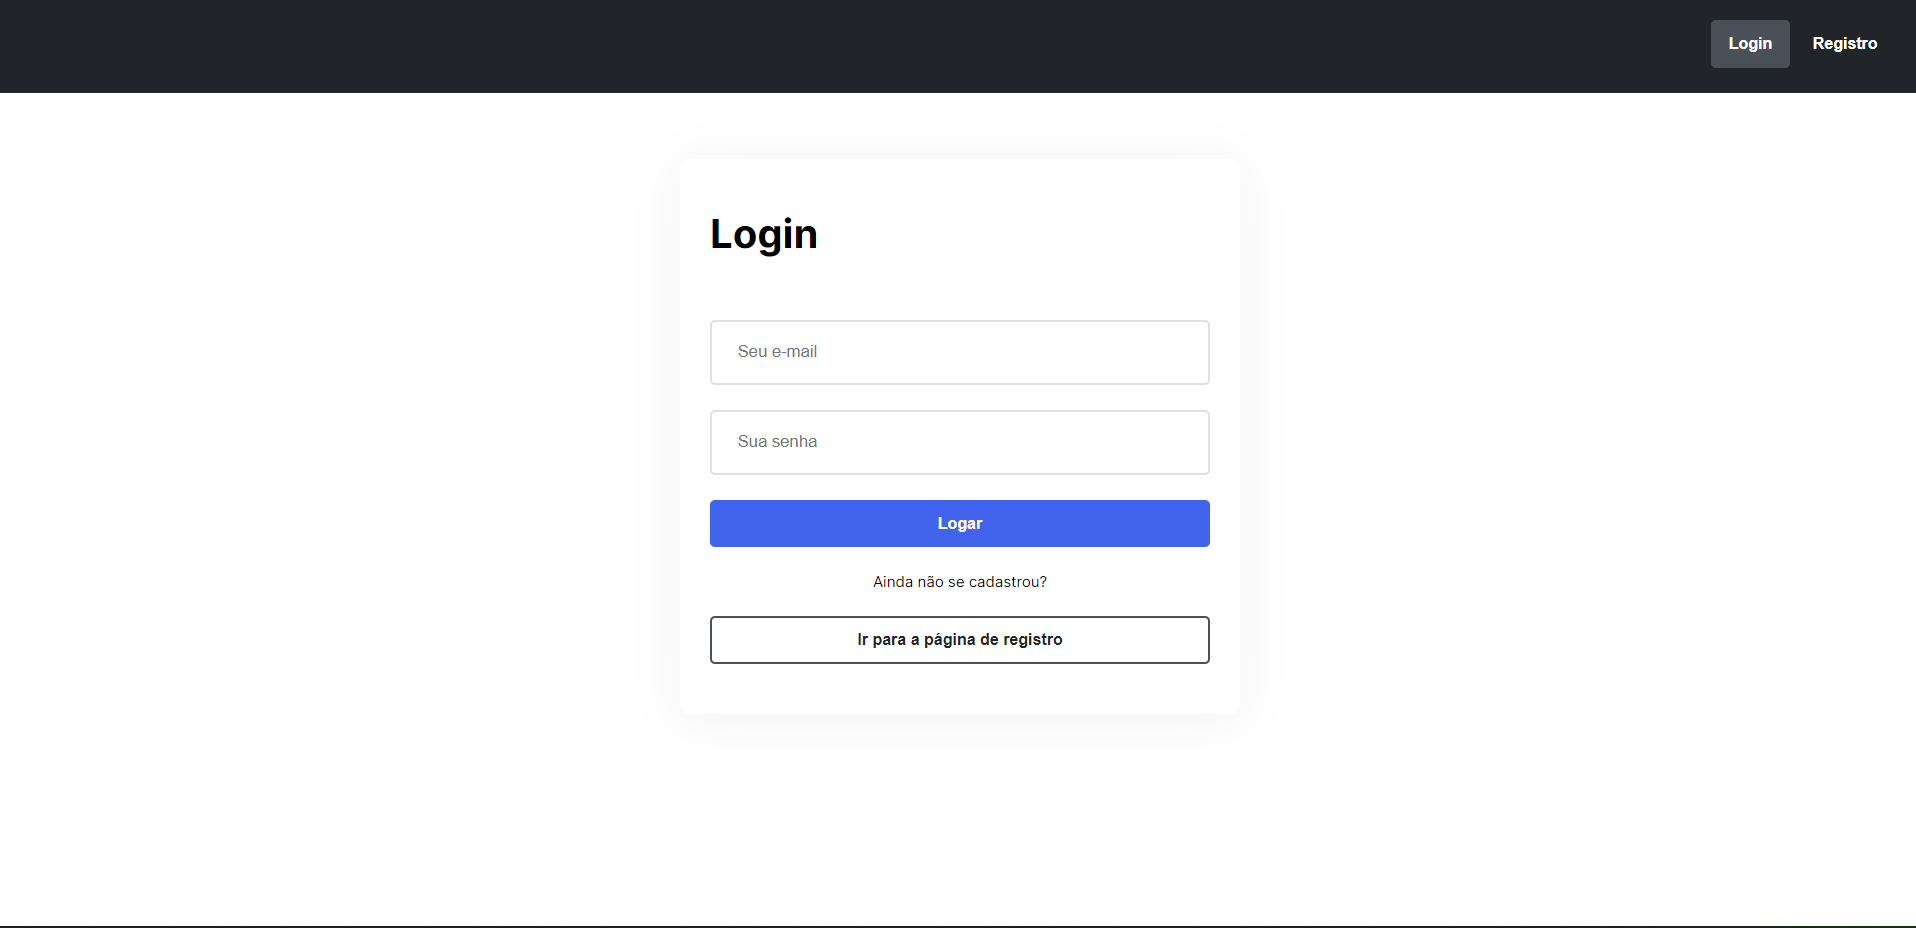 Login
Registro
Login
Seu e-mail
Sua senha
Logar
Ainda não se cadastrou?
Ir para a página de registro